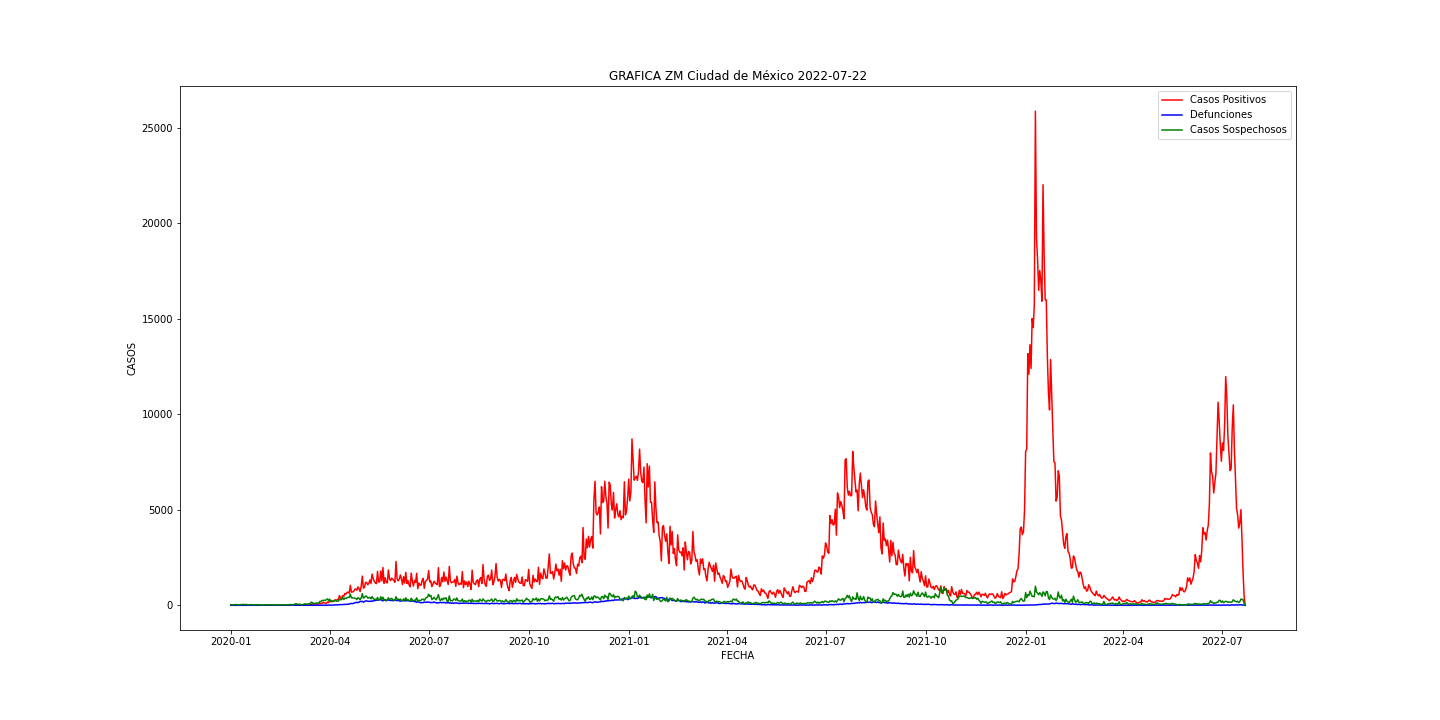 GRAFICA ZM Ciudad de México 2022-07-22
Casos Positivos
Defunciones
Casos Sospechosos
CASOS
25000
20000
15000
10000
5000
0
2020-01 2020-04 2020-07 2020-10 2021-01 2021-04 2021-07 2021-10 2022-01 2022-04 2022-07
FECHA